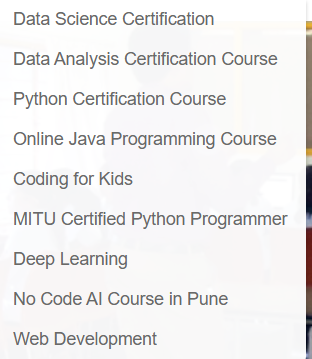 Data Science Certification
Data Analysis Certification Course
Python Certification Course
Online Java Programming Course
Coding for Kids
MITU Certified Python Programmer
Deep Learning
No Code AI Course in Pune
Web Development